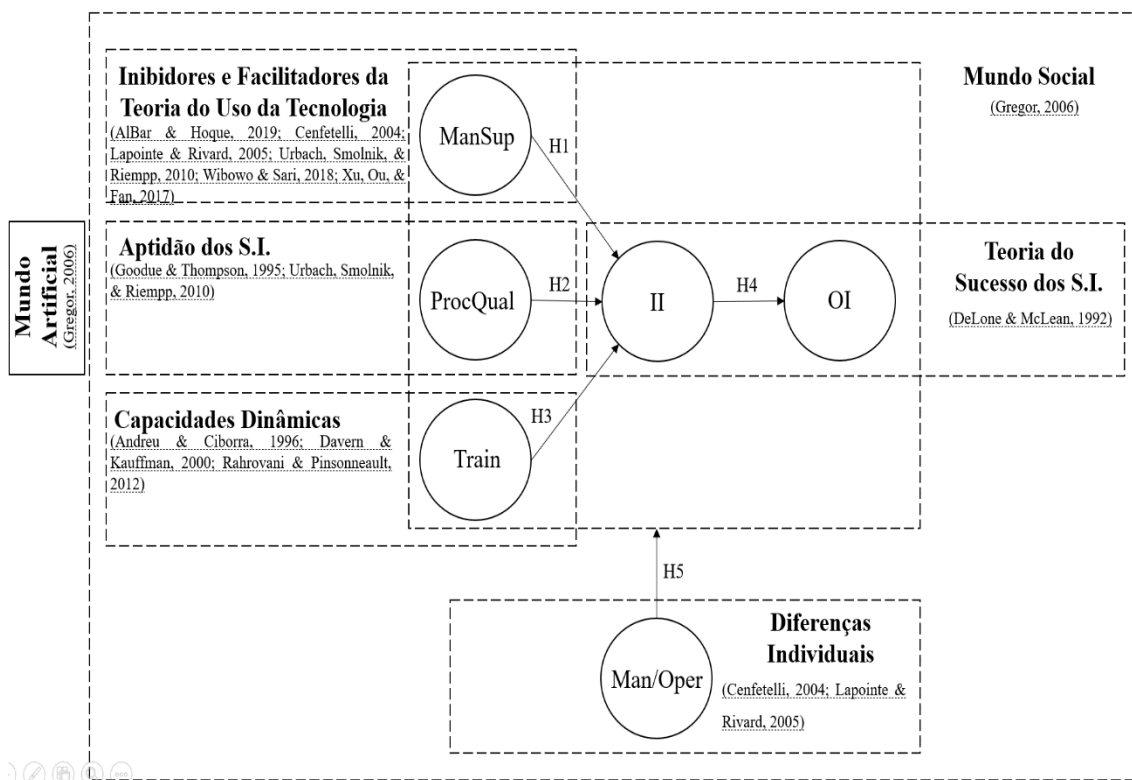 Inibidores e Facilitadores da
Teoria do Uso da Tecnologia
(AlBar & Hoque, 2019; Cenfetelli, 2004;
Lapointe & Rivard, 2005; Urbach, Smolnik, &
Riempp, 2010; Wibowo & Sari, 2018; Xu, Ou, &
Fan, 2017)
ManSup
H1
Mundo Social
(Gregor, 2006)
Mundo
Artificial
(Gregor, 2006)
Aptidão dos S.I.
(Goodue & Thompson, 1995; Urbach, Smolnik,
& Riempp, 2010)
ProcQual
H2
II
H4
OI
Teoria do
Sucesso dos S.I.
(DeLone & McLean, 1992)
Capacidades Dinâmicas
(Andreu & Ciborra, 1996; Davern &
Kauffman, 2000; Rahrovani & Pinsonneault,
2012)
Train
H3
H5
Man/Oper
Diferenças
Individuais
(Cenfetelli, 2004; Lapointe &
Rivard, 2005)